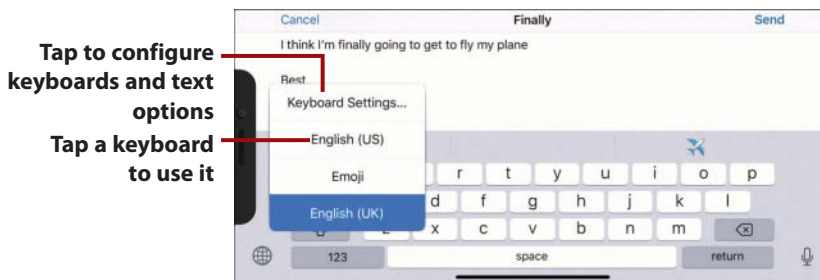 Cancel Finally Send
I think I'm finally going to get to fly my plane
Best
Tap to configure
keyboards and text
options
Tap a keyboard
to use it
Keyboard Settings...
English (US)
Emoji
English (UK)
r t y u i o p
d f g h j k l
x c v b n m
123 space return